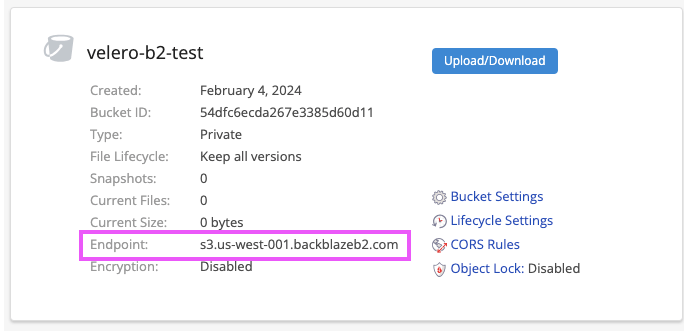 velero-b2-test
Upload/Download
Created: February 4, 2024
Bucket ID: 54dfc6ecda267e3385d60d11
Type: Private
File Lifecycle: Keep all versions
Snapshots: 0
Current Files: 0
Current Size: 0 bytes
Endpoint: s3.us-west-001.backblazeb2.com
Encryption: Disabled
Bucket Settings
Lifecycle Settings
CORS Rules
Object Lock: Disabled